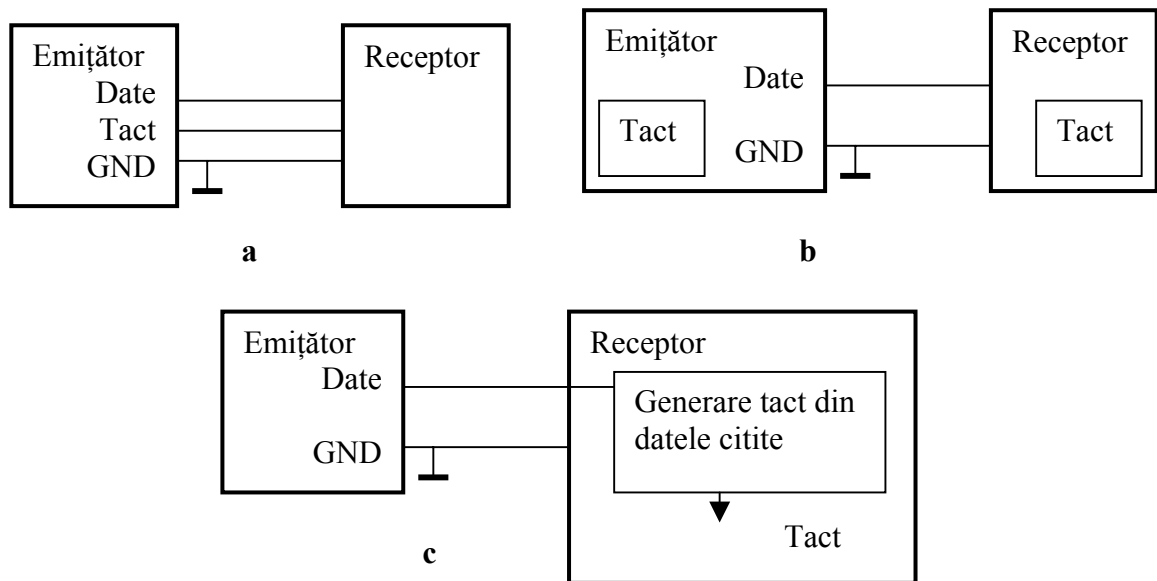 Emițător
Date
Tact
GND
Receptor
a
Emițător
Date
Tact
GND
Receptor
Tact
b
Emițător
Date
GND
Receptor
Generare tact din
datele citite
Tact
c